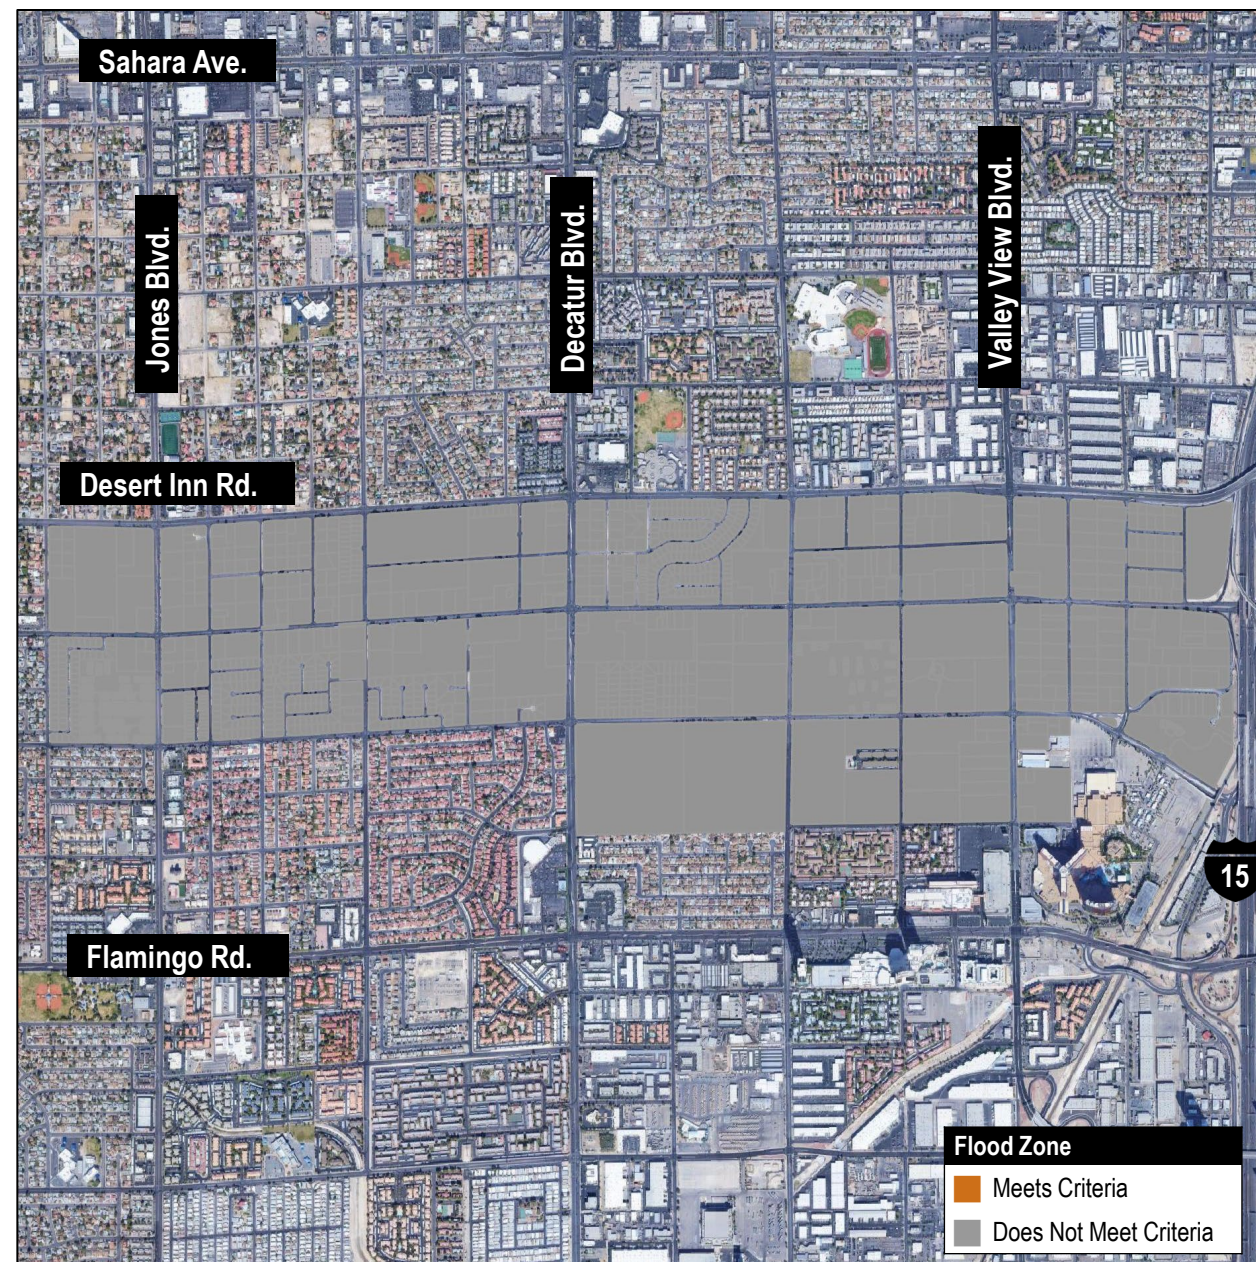 Sahara Ave.
Jones Blvd.
Decatur Blvd.
Valley View Blvd.
Desert Inn Rd.
15
Flamingo Rd.
Flood Zone
Meets Criteria
Does Not Meet Criteria